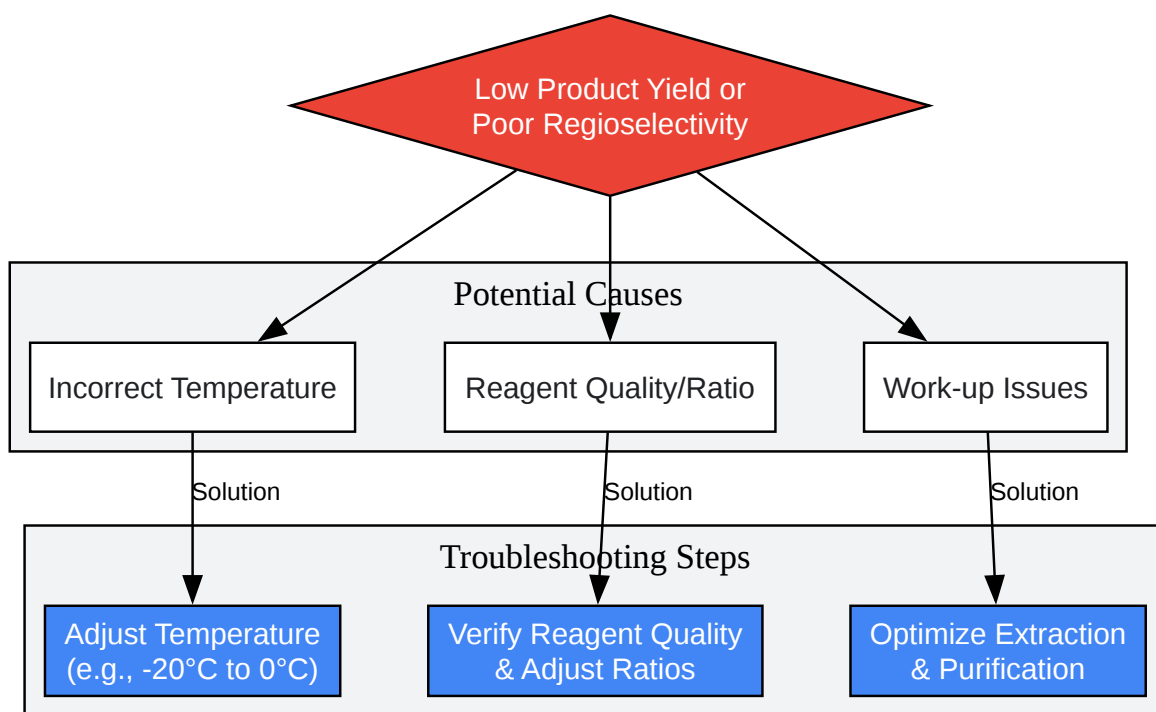 Low Product Yield or
Poor Regioselectivity
Potential Causes
Incorrect Temperature
Reagent Quality/Ratio
Work-up Issues
Solution
Solution
Solution
Troubleshooting Steps
Adjust Temperature
(e.g., -20°C to 0°C)
Verify Reagent Quality
& Adjust Ratios
Optimize Extraction
& Purification